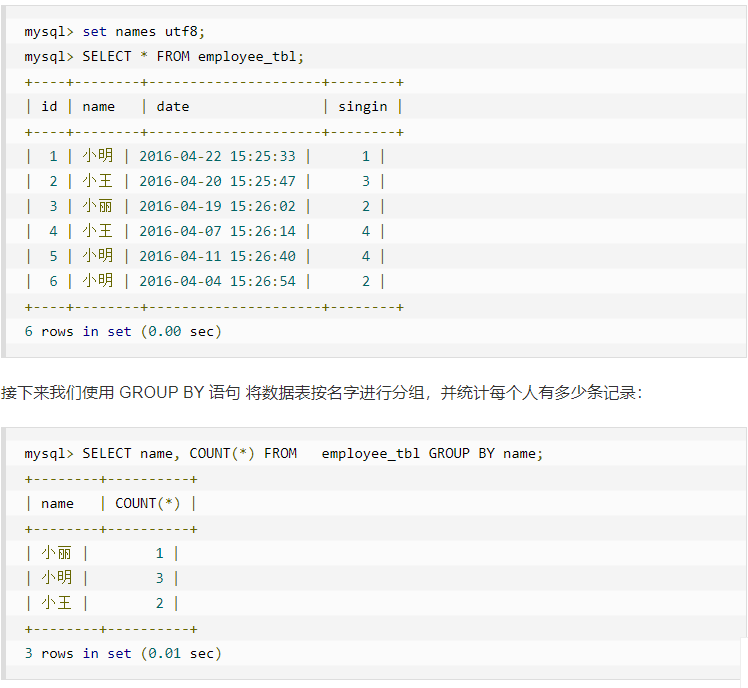 mysql> set names utf8;
mysql> SELECT * FROM employee_tbl;
+----+--------+---------------------+--------+
| id | name   | date                | singin |
+----+--------+---------------------+--------+
|  1 | 小明 | 2016-04-22 15:25:33 |      1 |
|  2 | 小王 | 2016-04-20 15:25:47 |      3 |
|  3 | 小丽 | 2016-04-19 15:26:02 |      2 |
|  4 | 小王 | 2016-04-07 15:26:14 |      4 |
|  5 | 小明 | 2016-04-11 15:26:40 |      4 |
|  6 | 小明 | 2016-04-04 15:26:54 |      2 |
+----+--------+---------------------+--------+
6 rows in set (0.00 sec)
接下来我们使用 GROUP BY 语句 将数据表按名字进行分组，并统计每个人有多少条记录：
mysql> SELECT name, COUNT(*) FROM   employee_tbl GROUP BY name;
+--------+----------+
| name   | COUNT(*) |
+--------+----------+
| 小丽 |        1 |
| 小明 |        3 |
| 小王 |        2 |
+--------+----------+
3 rows in set (0.01 sec)